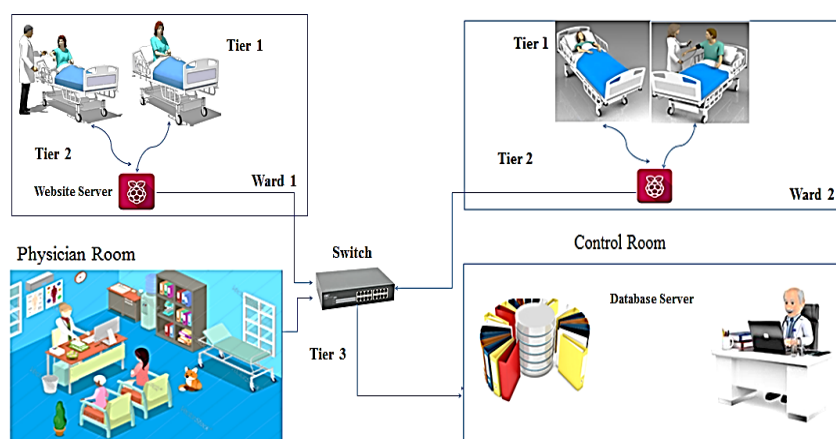 Tier 1
Tier 2
Website Server
Ward 1
Tier 1
Tier 2
Ward 2
Physician Room
Switch
Tier 3
Control Room
Database Server